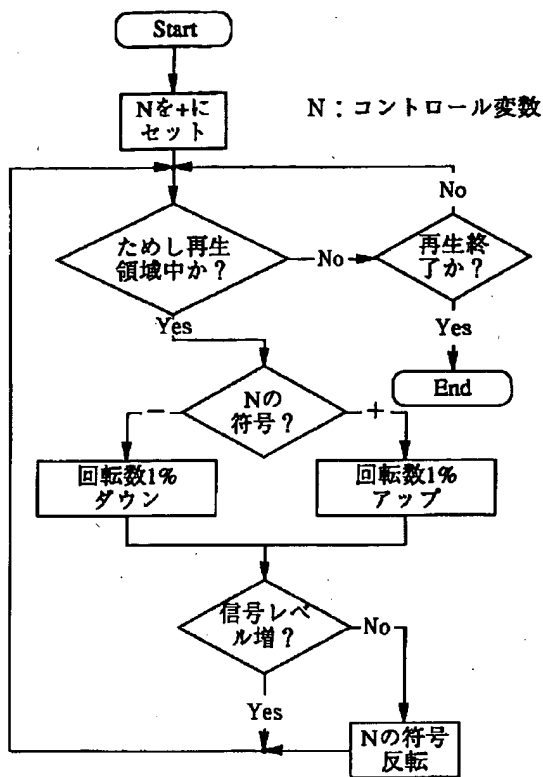 Start
Nを+に
セット
N：コントロール変数
No
ためし再生
領域中か？
No
再生終
了か？
Yes
Yes
End
Nの
符号？
−
+
回転数1%
ダウン
回転数1%
アップ
信号レベ
ル増？
No
Yes
Nの符号
反転